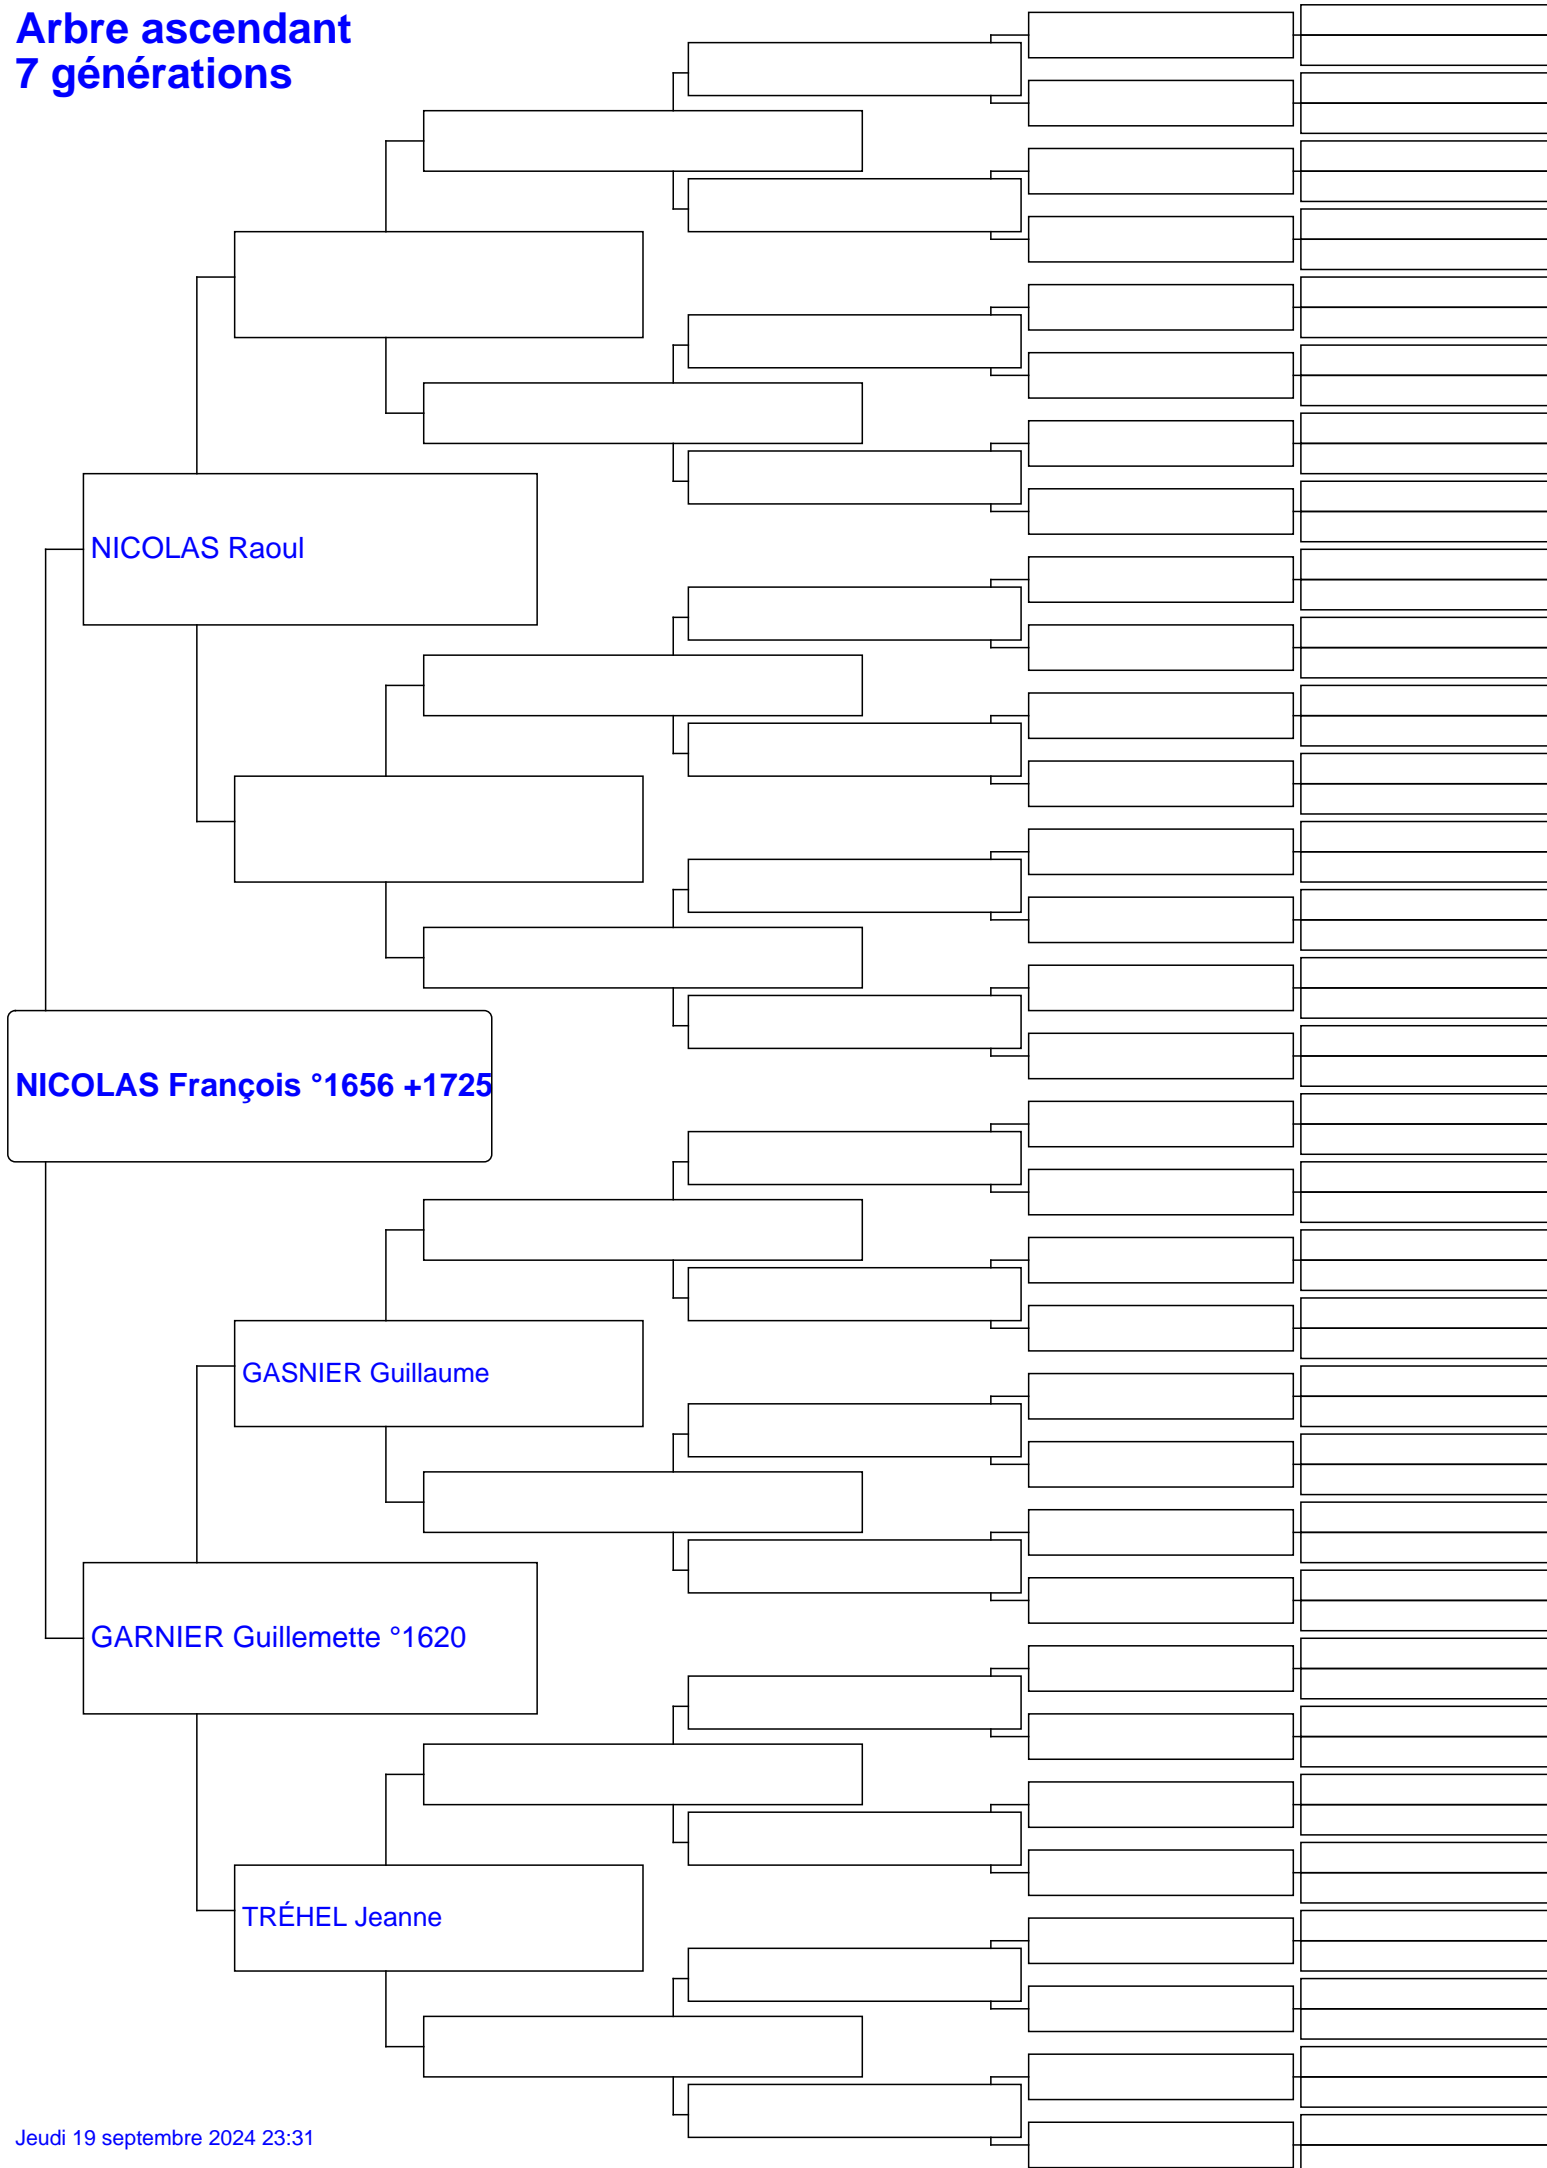 Arbre ascendant
7 générations
NICOLAS Raoul
NICOLAS François °1656 +1725
GASNIER Guillaume
GARNIER Guillemette °1620
TRÉHEL Jeanne
Jeudi 19 septembre 2024 23:31